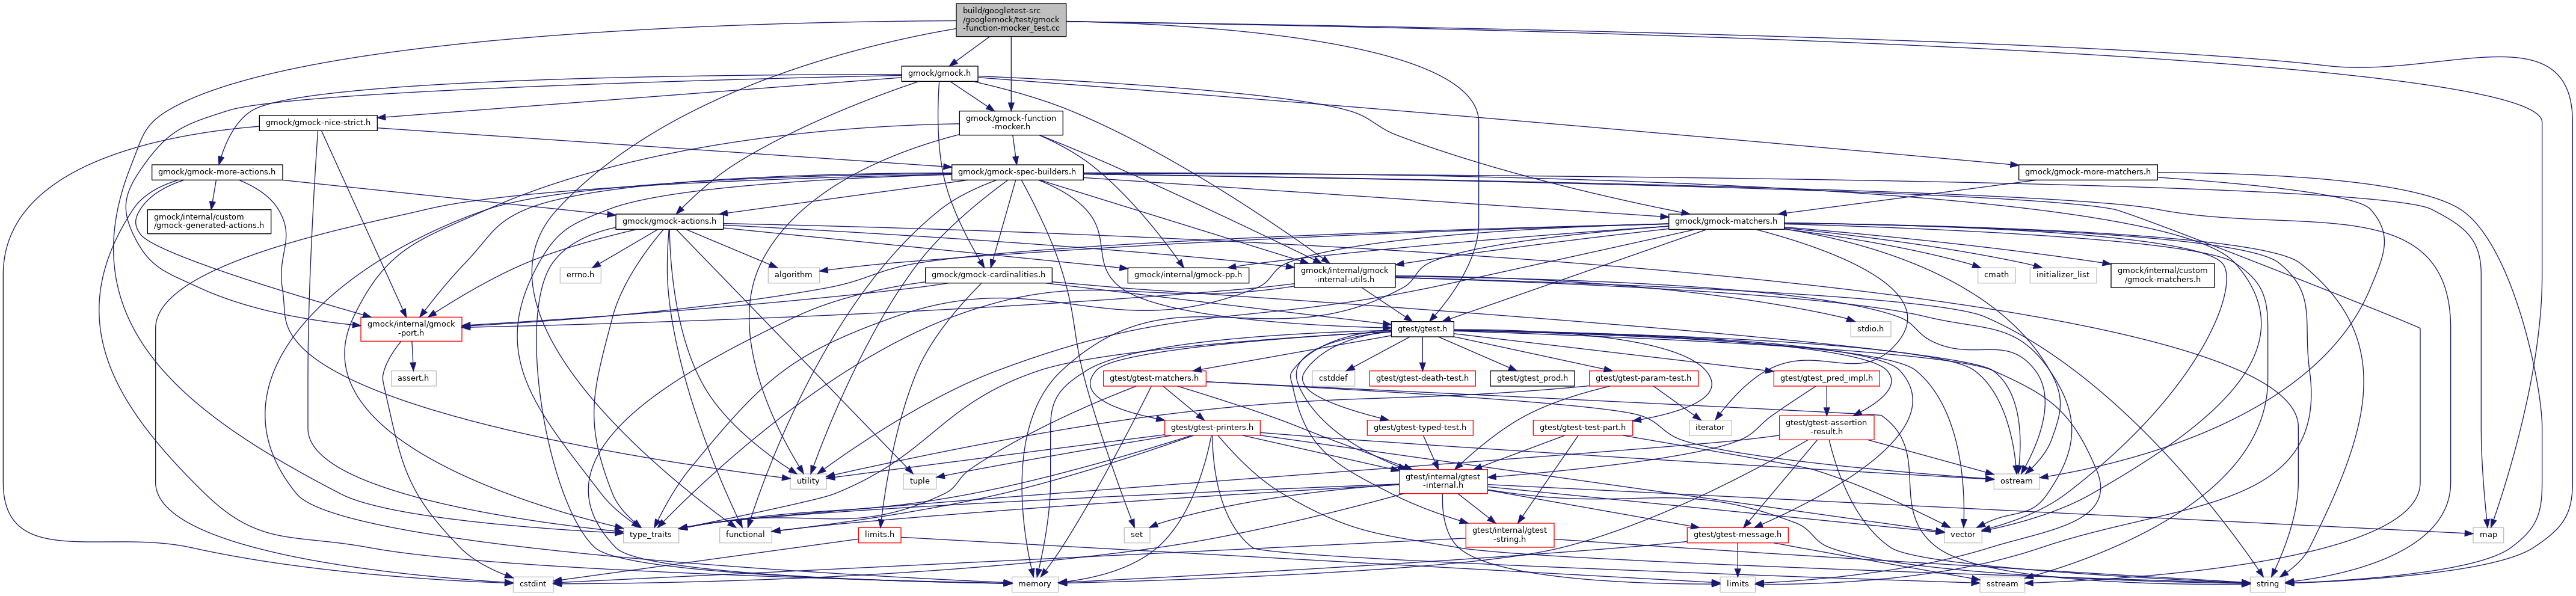 build/googletest-src
/googlemock/test/gmock
-function-mocker_test.cc
gmock/gmock.h
gmock/gmock-nice-strict.h
gmock/gmock-function
-mocker.h
gmock/gmock-more-actions.h
gmock/gmock-spec-builders.h
gmock/gmock-more-matchers.h
gmock/internal/custom
/gmock-generated-actions.h
gmock/gmock-actions.h
gmock/gmock-matchers.h
errno.h
algorithm
gmock/gmock-cardinalities.h
gmock/internal/gmock-pp.h
gmock/internal/gmock
-internal-utils.h
cmath
initializer_list
gmock/internal/custom
/gmock-matchers.h
gmock/internal/gmock
-port.h
gtest/gtest.h
stdio.h
assert.h
gtest/gtest-matchers.h
cstddef
gtest/gtest-death-test.h
gtest/gtest_prod.h
gtest/gtest-param-test.h
gtest/gtest_pred_impl.h
gtest/gtest-printers.h
gtest/gtest-typed-test.h
gtest/gtest-test-part.h
iterator
gtest/gtest-assertion
-result.h
utility
tuple
gtest/internal/gtest
-internal.h
ostream
type_traits
functional
limits.h
set
gtest/internal/gtest
-string.h
gtest/gtest-message.h
vector
map
cstdint
memory
limits
sstream
string